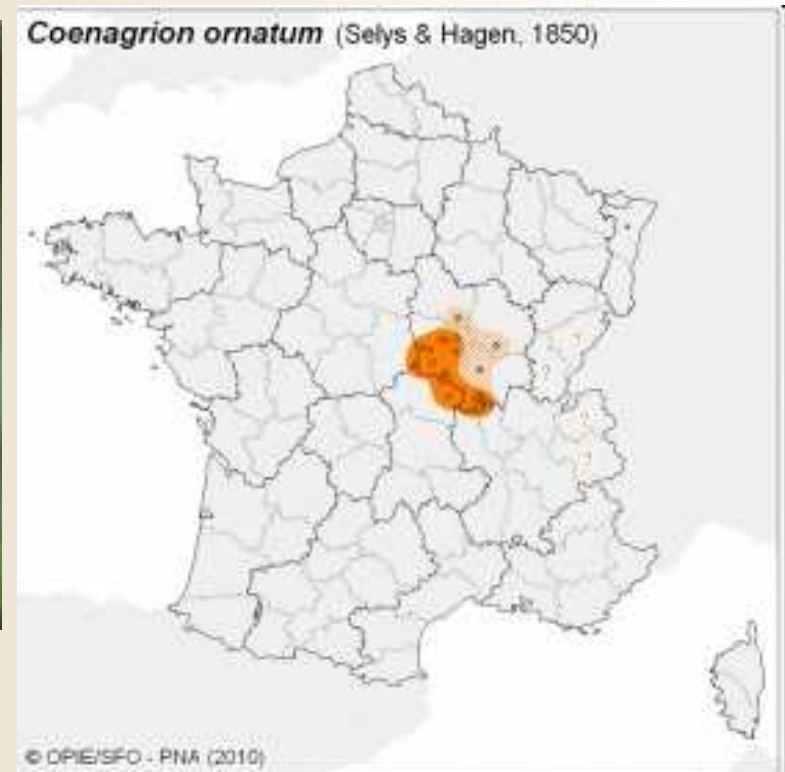 Coenagrion ornatum (Selys & Hagen, 1850)
? ?
?
?
© OPIE/SFO - PNA (2010)